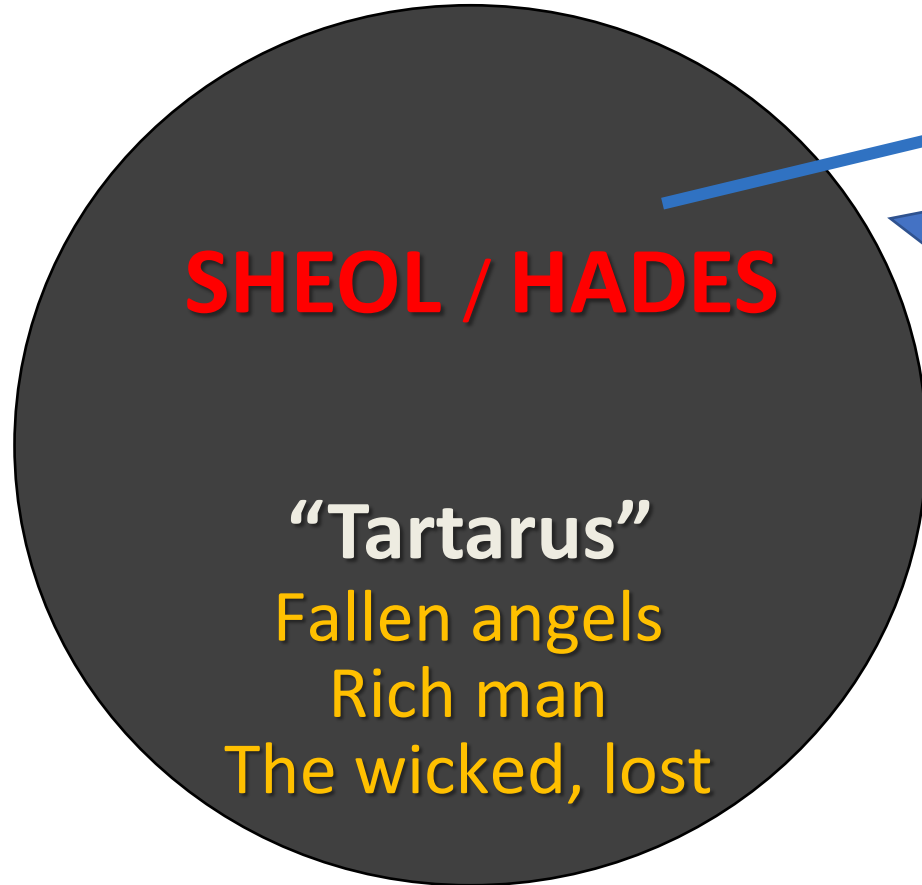 SHEOL / HADES
“Tartarus”
Fallen angels
Rich man
The wicked, lost